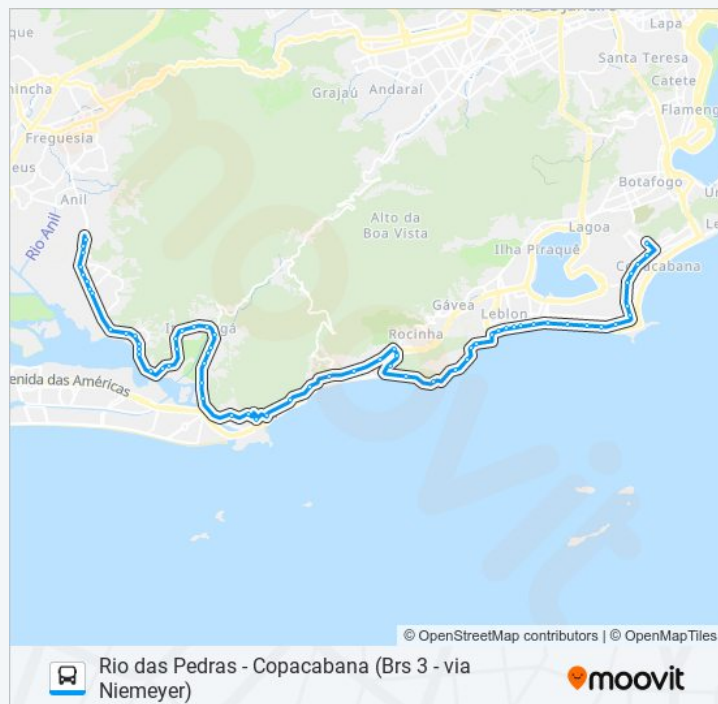 Lapa
Santa Teresa
Catete
Grajaú
Andaraí
Flameng
Freguesia
Botafogo
Anil
Rio Anil
Alto da
Boa Vista
Lagoa
Ilha Piraquê
Copacabana
Gávea
Leblon
Rocinha
enida das Américas
© OpenStreetMap contributors | © OpenMapTiles
Rio das Pedras - Copacabana (Brs 3 - via
Niemeyer)
moovit